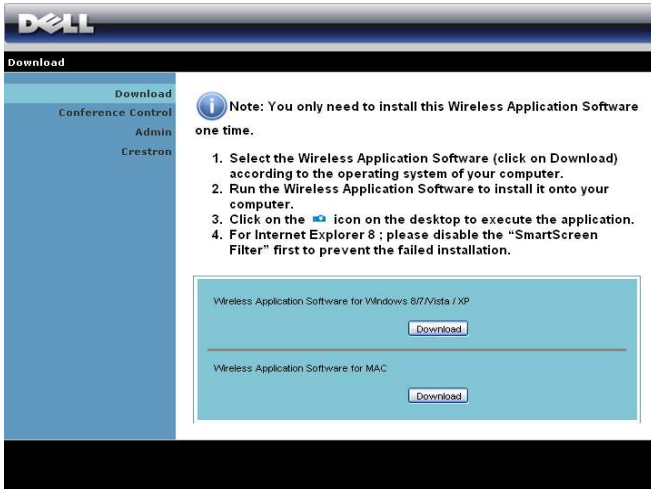 DELL
Download
Download
Conference Control
Admin
Crestron
Note: You only need to install this Wireless Application Software
one time.
1. Select the Wireless Application Software (click on Download)
according to the operating system of your computer.
2. Run the Wireless Application Software to install it onto your
computer.
3. Click on the icon on the desktop to execute the application.
4. For Internet Explorer 8 ; please disable the “SmartScreen
Filter” first to prevent the failed installation.
Wireless Application Software for Windows 8/7/Vista / XP
Download
Wireless Application Software for MAC
Download